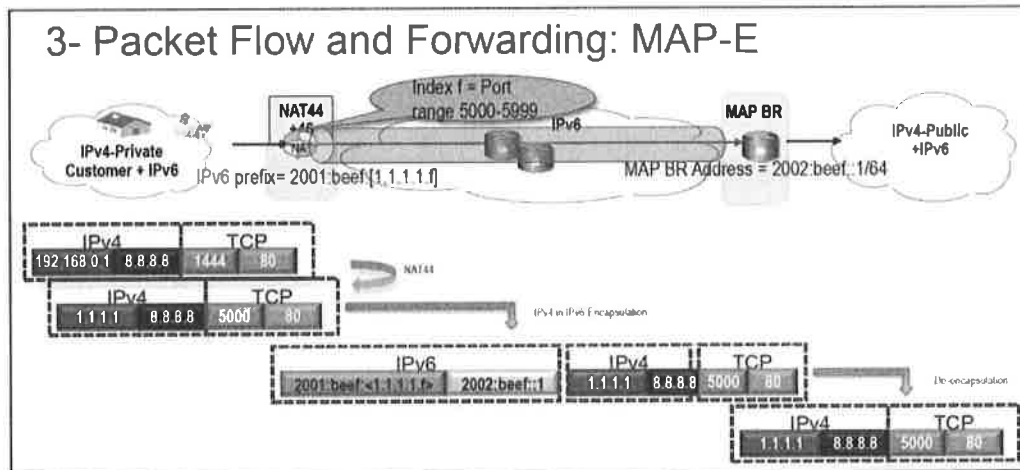 3- Packet Flow and Forwarding: MAP-E
Index f = Port
range 5000-5999
NAT44
+46
IPv6
MAP BR
IPv4-Private
Customer + IPv6
IPv4-Public
+IPv6
IPv6 prefix= 2001:beef:[1.1.1.1.f]
MAP BR Address = 2002:beef..1/64
IPv4 TCP
192.168.0.1 8.8.8.8 1444 80
NAT44
IPv4 TCP
1.1.1.1 8.8.8.8 5000 80
IPv4 in IPv6 Encapsulation
IPv6 IPv4 TCP
2001:beef:<1.1.1.1.f> 2002:beef::1 1.1.1.1 8.8.8.8 5000 80
De-encapsulation
IPv4 TCP
1.1.1.1 8.8.8.8 5000 80